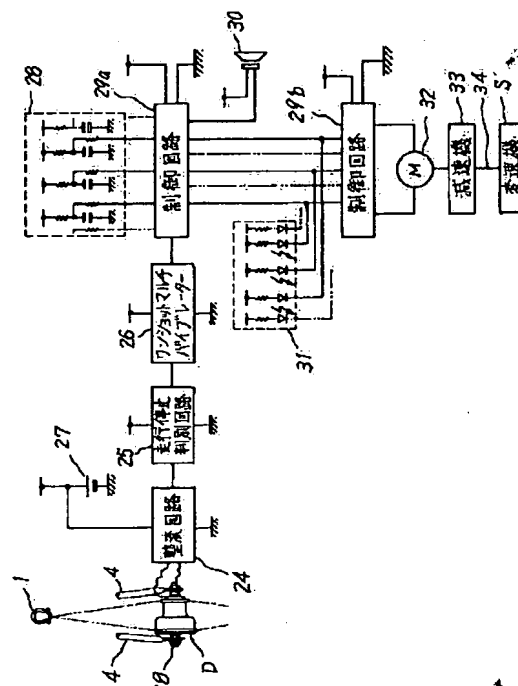 28
29a
30
制御回路
29b
制御回路
32
M
33
減速機
34
S
変速機
26
ワンショットマルチ
バイブレーター
31
25
走行停止
判別回路
27
整流回路
24
1
4
4
D